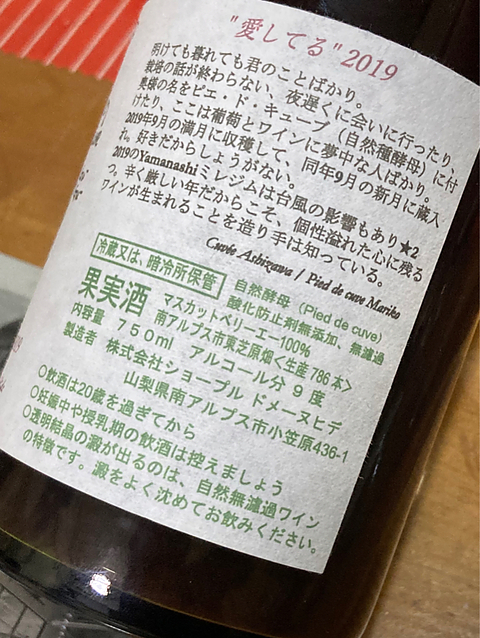 "愛してる"2019
明けても暮れても君のことばかり。
栽培の話が終わらない、夜遅くに会いに行ったり、
奥様の名をピエ・ド・キューブ（自然種酵母）に付
けたり、ここは葡萄とワインに夢中な人ばかり。
2019年9月の満月に収穫して、同年9月の新月に蔵入
れ。好きだからしょうがない。
2019のYamanashiミレジムは台風の影響もあり★2
つ。辛く厳しい年だからこそ、個性溢れた心に残る
ワインが生まれることを造り手は知っている。
Cuvée Ashigawa / Pied de cuve Mariko
冷蔵又は、暗冷所保管
自然酵母（Pied de cuve）
酸化防止剤無添加、無濾過
果実酒
マスカットベリーエー100%
南アルプス市東芝原畑<生産786本>
内容量 750ml アルコール分 9 度
製造者 株式会社ショープル ドメーヌヒデ
山梨県南アルプス市小笠原436-1
○飲酒は20歳を過ぎてから
○妊娠中や授乳期の飲酒は控えましょう
○透明結晶の澱が出るのは、自然無濾過ワイン
の特徴です。澱をよく沈めてお飲みください。